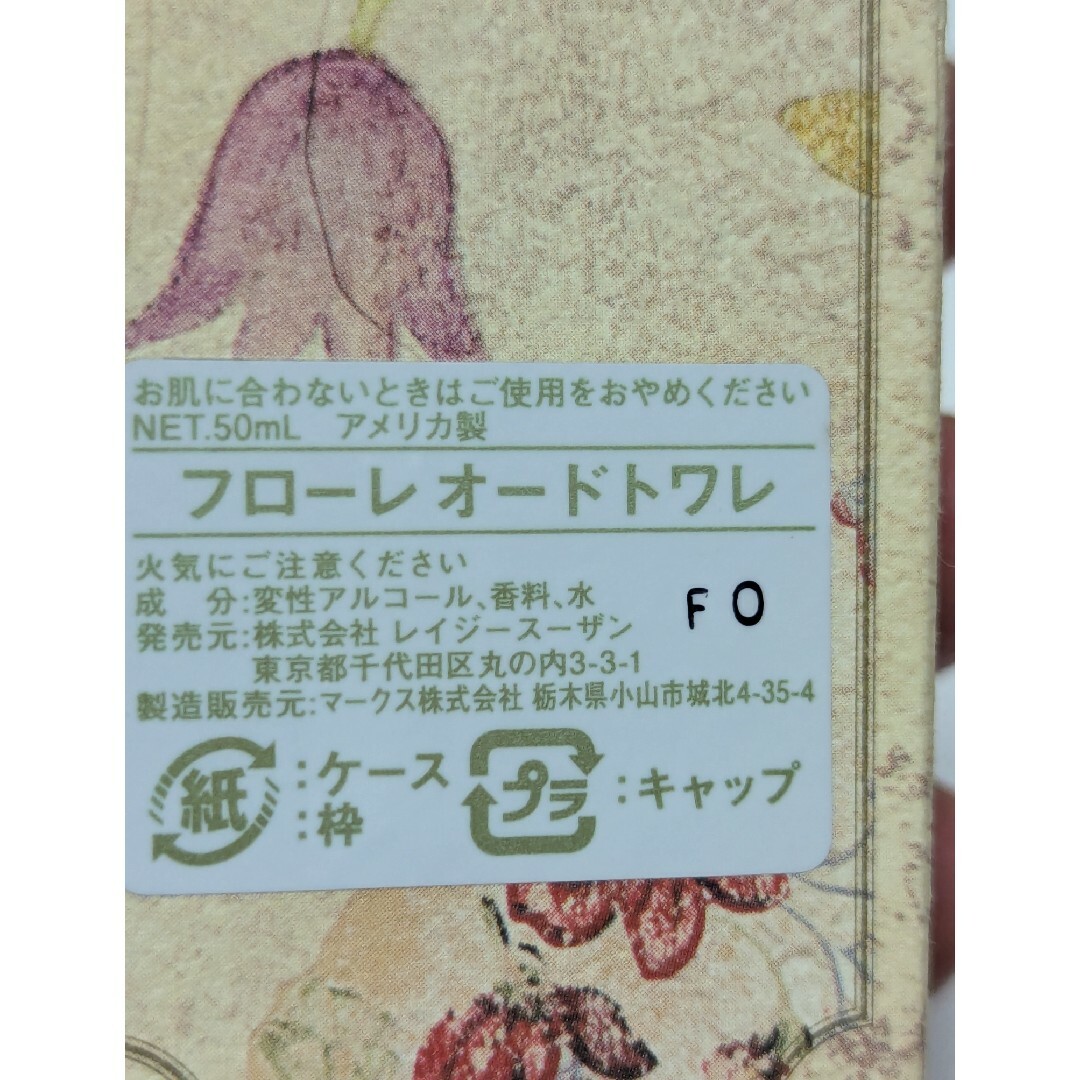 お肌に合わないときはご使用をおやめください
NET.50mL　アメリカ製
フローレ オードトワレ
火気にご注意ください
成　分:変性アルコール、香料、水
F O
発売元:株式会社 レイジースーザン
東京都千代田区丸の内3-3-1
製造販売元:マークス株式会社 栃木県小山市城北4-35-4
紙:ケース
:枠
プラ:キャップ